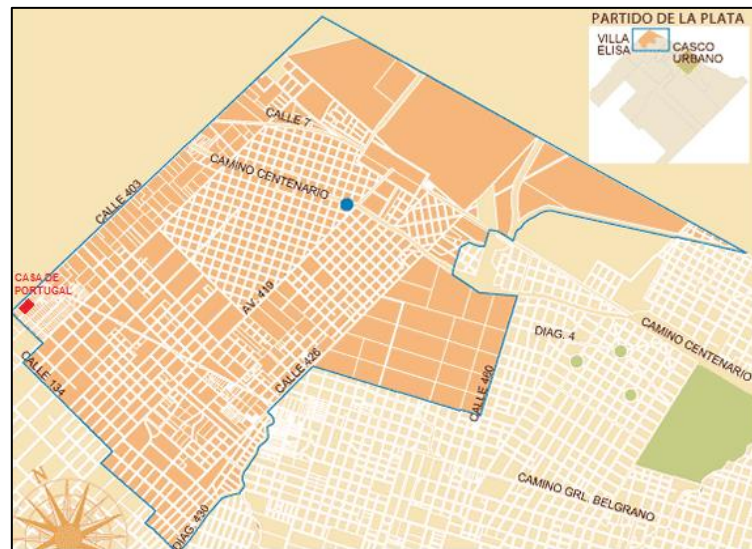 PARTIDO DE LA PLATA
VILLA
ELISA
CASCO
URBANO
CALLE 7
CAMINO CENTENARIO
CALLE 403
CASA DE
PORTUGAL
AV. 419
CALLE 134
CALLE 426
DIAG. 4
CAMINO CENTENARIO
CALLE 460
CAMINO GRL. BELGRANO
DIAG. 430
N